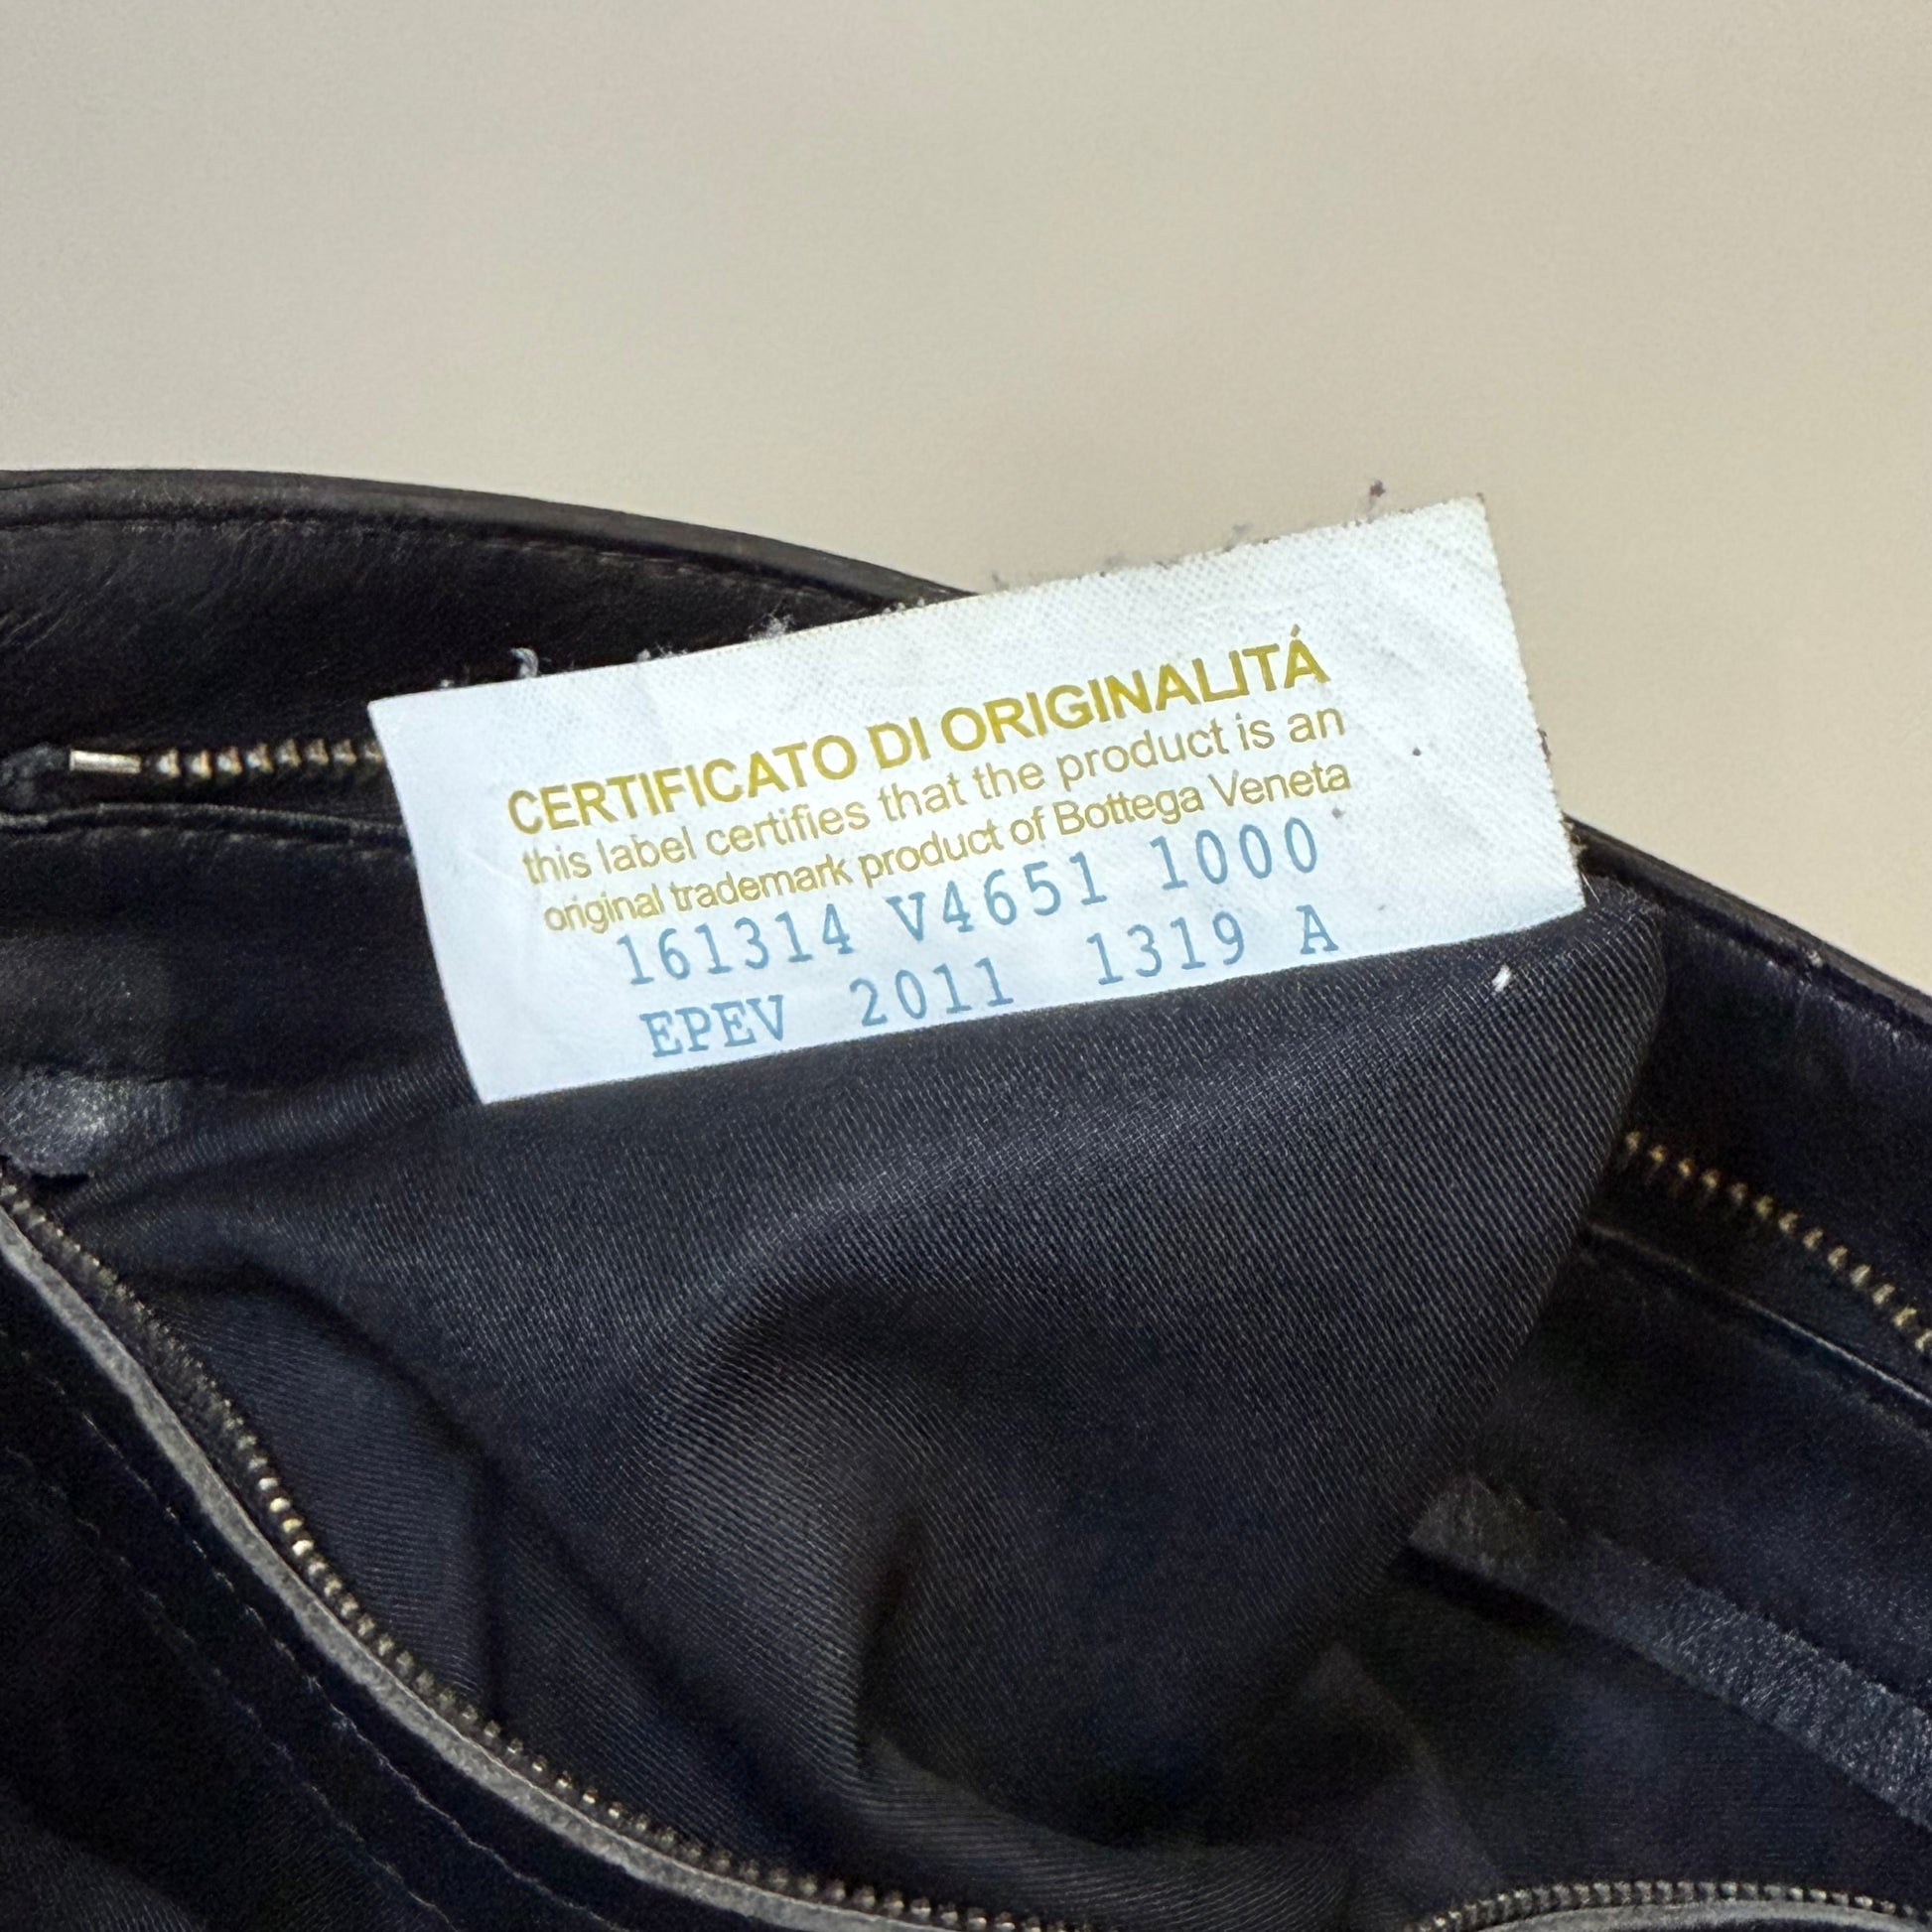 CERTIFICATO DI ORIGINALITÁ
this label certifies that the product is an
original trademark product of Bottega Veneta
161314 V4651 1000
EPEV 2011 1319 A